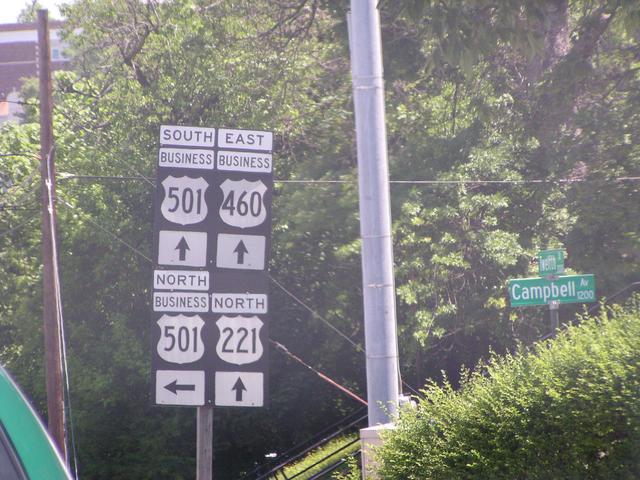 SOUTH EAST
BUSINESS BUSINESS
501 460
NORTH
BUSINESS NORTH
501 221
Campbell AV
1200